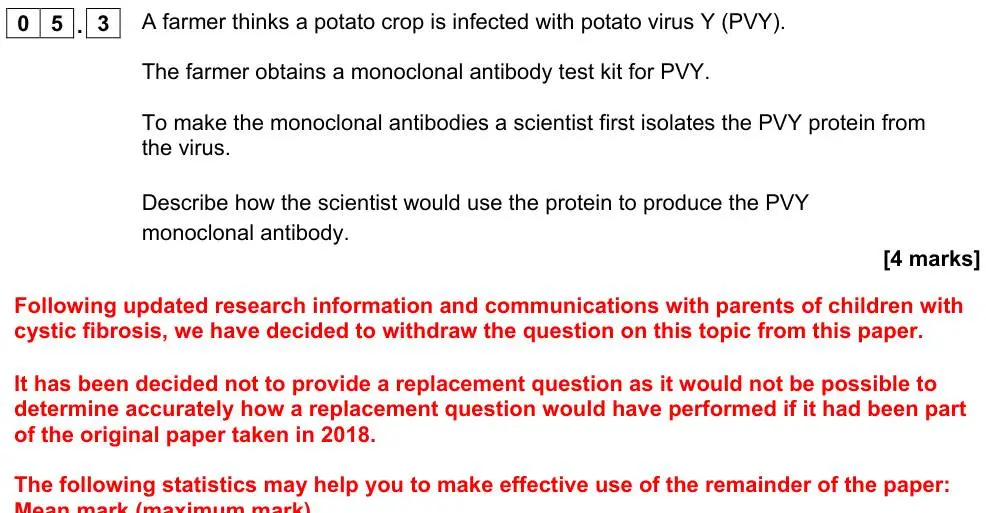 0 5 . 3 A farmer thinks a potato crop is infected with potato virus Y (PVY).
The farmer obtains a monoclonal antibody test kit for PVY.
To make the monoclonal antibodies a scientist first isolates the PVY protein from
the virus.
Describe how the scientist would use the protein to produce the PVY
monoclonal antibody.
[4 marks]
Following updated research information and communications with parents of children with
cystic fibrosis, we have decided to withdraw the question on this topic from this paper.
It has been decided not to provide a replacement question as it would not be possible to
determine accurately how a replacement question would have performed if it had been part
of the original paper taken in 2018.
The following statistics may help you to make effective use of the remainder of the paper:
Mean mark (maximum mark)